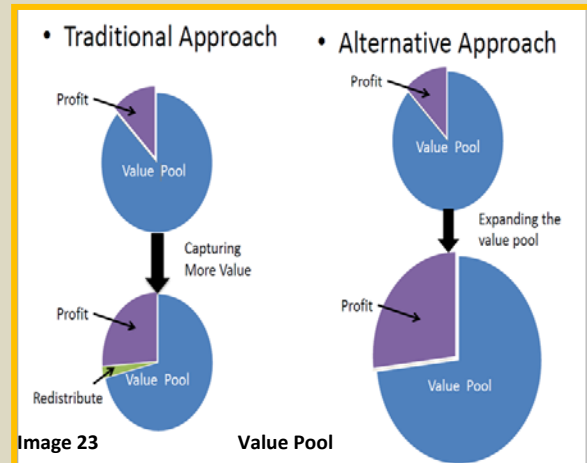 • Traditional Approach
Profit
Value Pool
Capturing
More Value
Profit
Value Pool
Redistribute
• Alternative Approach
Profit
Value Pool
Expanding the
value pool
Profit
Value Pool
Image 23 Value Pool